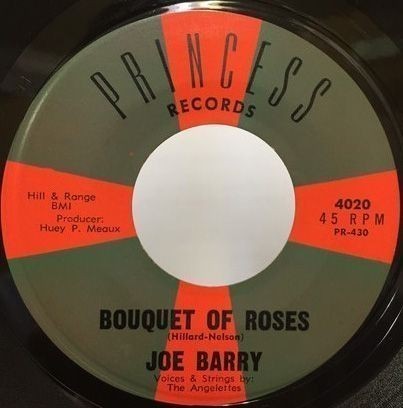 PRINCESS
RECORDS
Hill & Range
BMI
Producer:
Huey P. Meaux
4020
45 RPM
PR-430
BOUQUET OF ROSES
(Hillard-Nelson)
JOE BARRY
Voices & Strings by:
The Angelettes